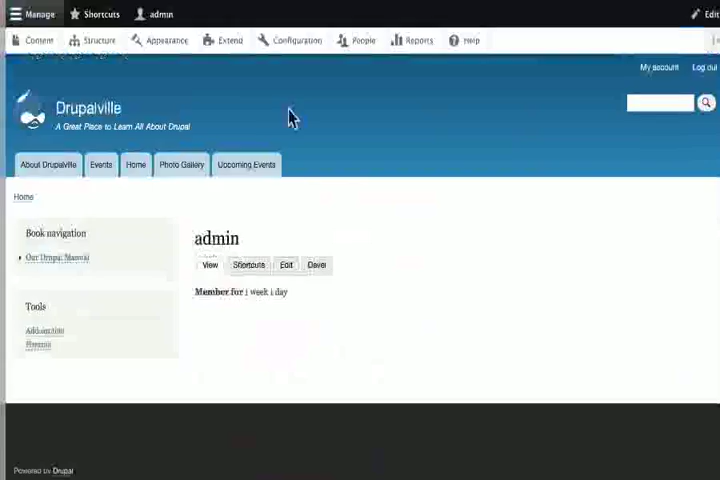 Manage Shortcuts admin Edit
Content Structure Appearance Extend Configuration People Reports Help
My account Log out
Drupalville
A Great Place to Learn All About Drupal
About Drupalville Events Home Photo Gallery Upcoming Events
Home
Book navigation
Our Drupal Manual
admin
View Shortcuts Edit Devel
Member for 1 week 1 day
Tools
Powered by Drupal